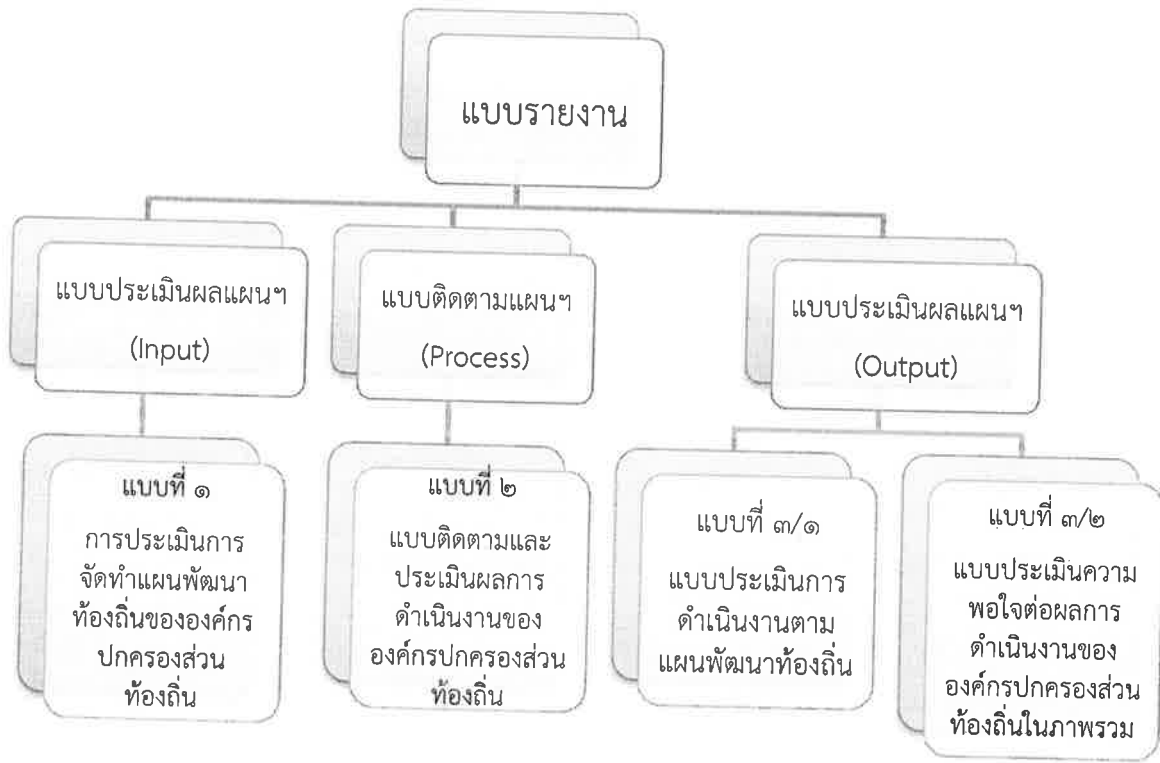 แบบรายงาน
แบบประเมินผลแผนฯ
(Input)
แบบติดตามแผนฯ
(Process)
แบบประเมินผลแผนฯ
(Output)
แบบที่ ๑
การประเมินการ
จัดทำแผนพัฒนา
ท้องถิ่นขององค์กร
ปกครองส่วน
ท้องถิ่น
แบบที่ ๒
แบบติดตามและ
ประเมินผลการ
ดำเนินงานของ
องค์กรปกครองส่วน
ท้องถิ่น
แบบที่ ๓/๑
แบบประเมินการ
ดำเนินงานตาม
แผนพัฒนาท้องถิ่น
แบบที่ ๓/๒
แบบประเมินความ
พอใจต่อผลการ
ดำเนินงานของ
องค์กรปกครองส่วน
ท้องถิ่นในภาพรวม